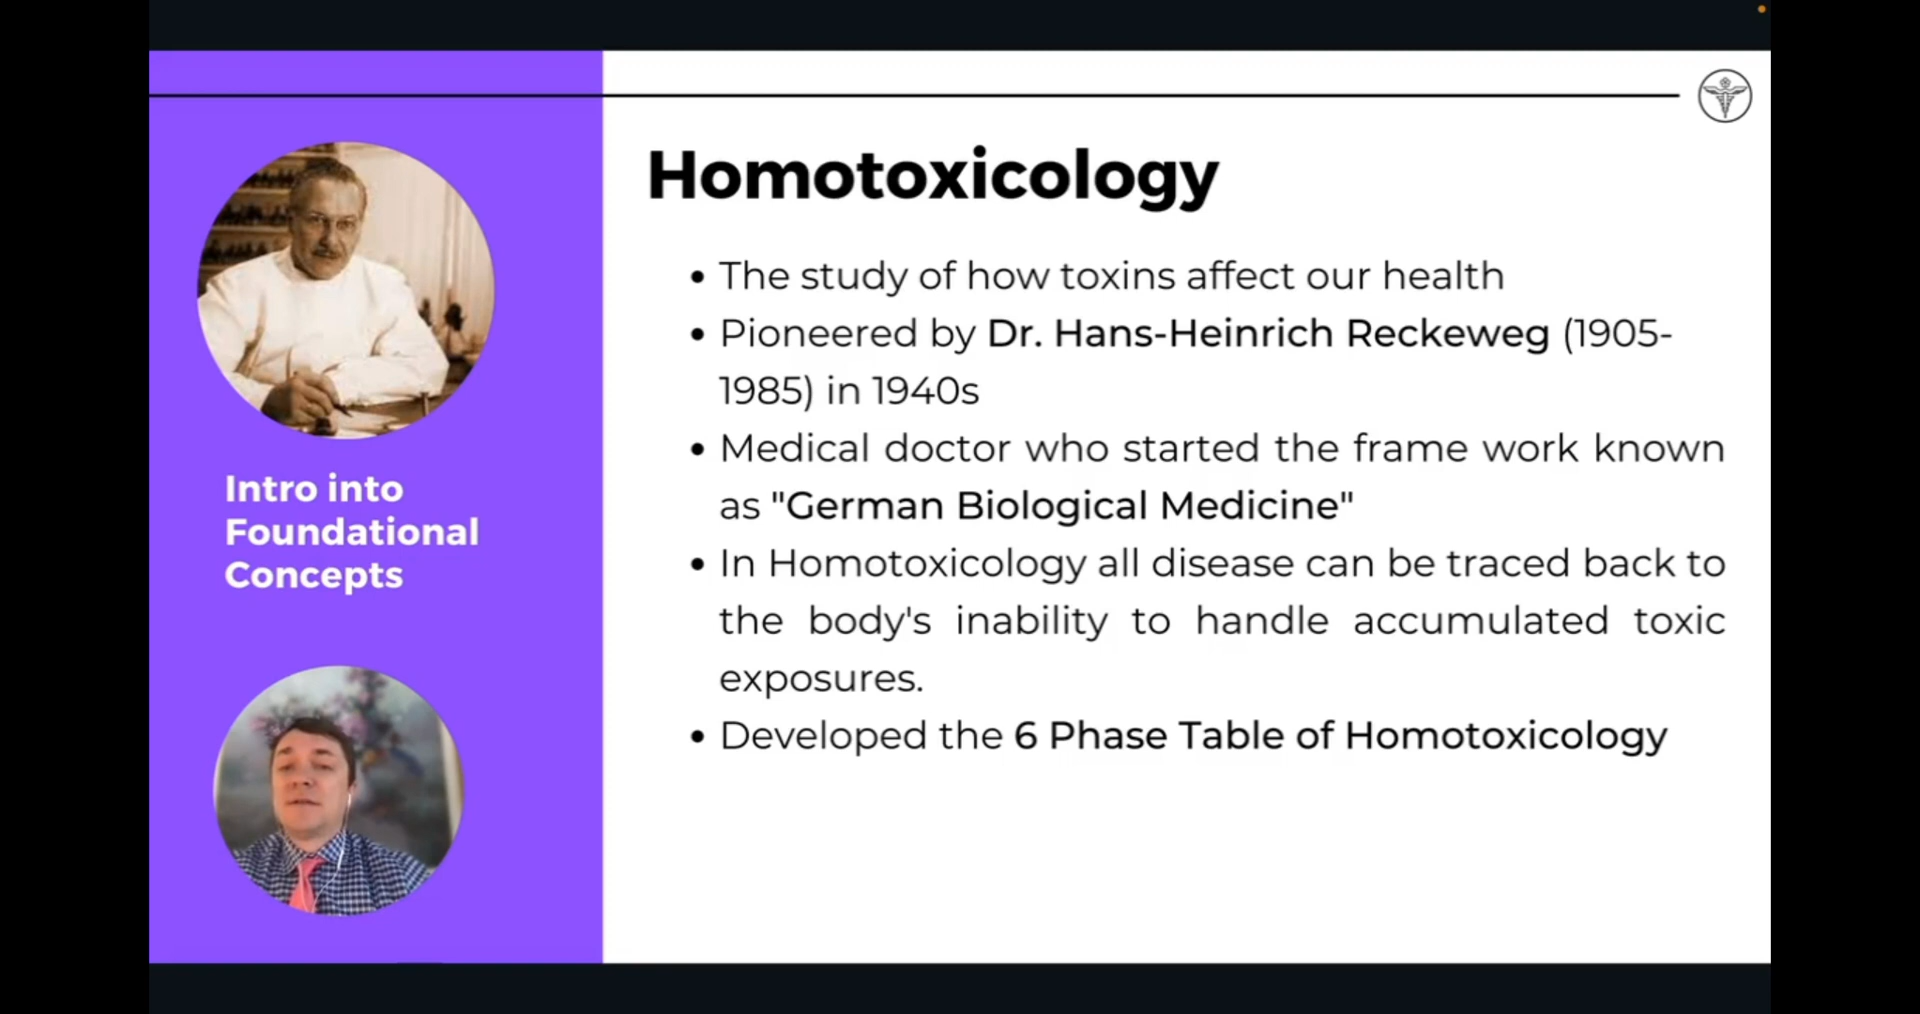 Homotoxicology
• The study of how toxins affect our health
• Pioneered by Dr. Hans-Heinrich Reckeweg (1905-
1985) in 1940s
• Medical doctor who started the frame work known
as "German Biological Medicine"
• In Homotoxicology all disease can be traced back to
the body's inability to handle accumulated toxic
exposures.
• Developed the 6 Phase Table of Homotoxicology
Intro into
Foundational
Concepts